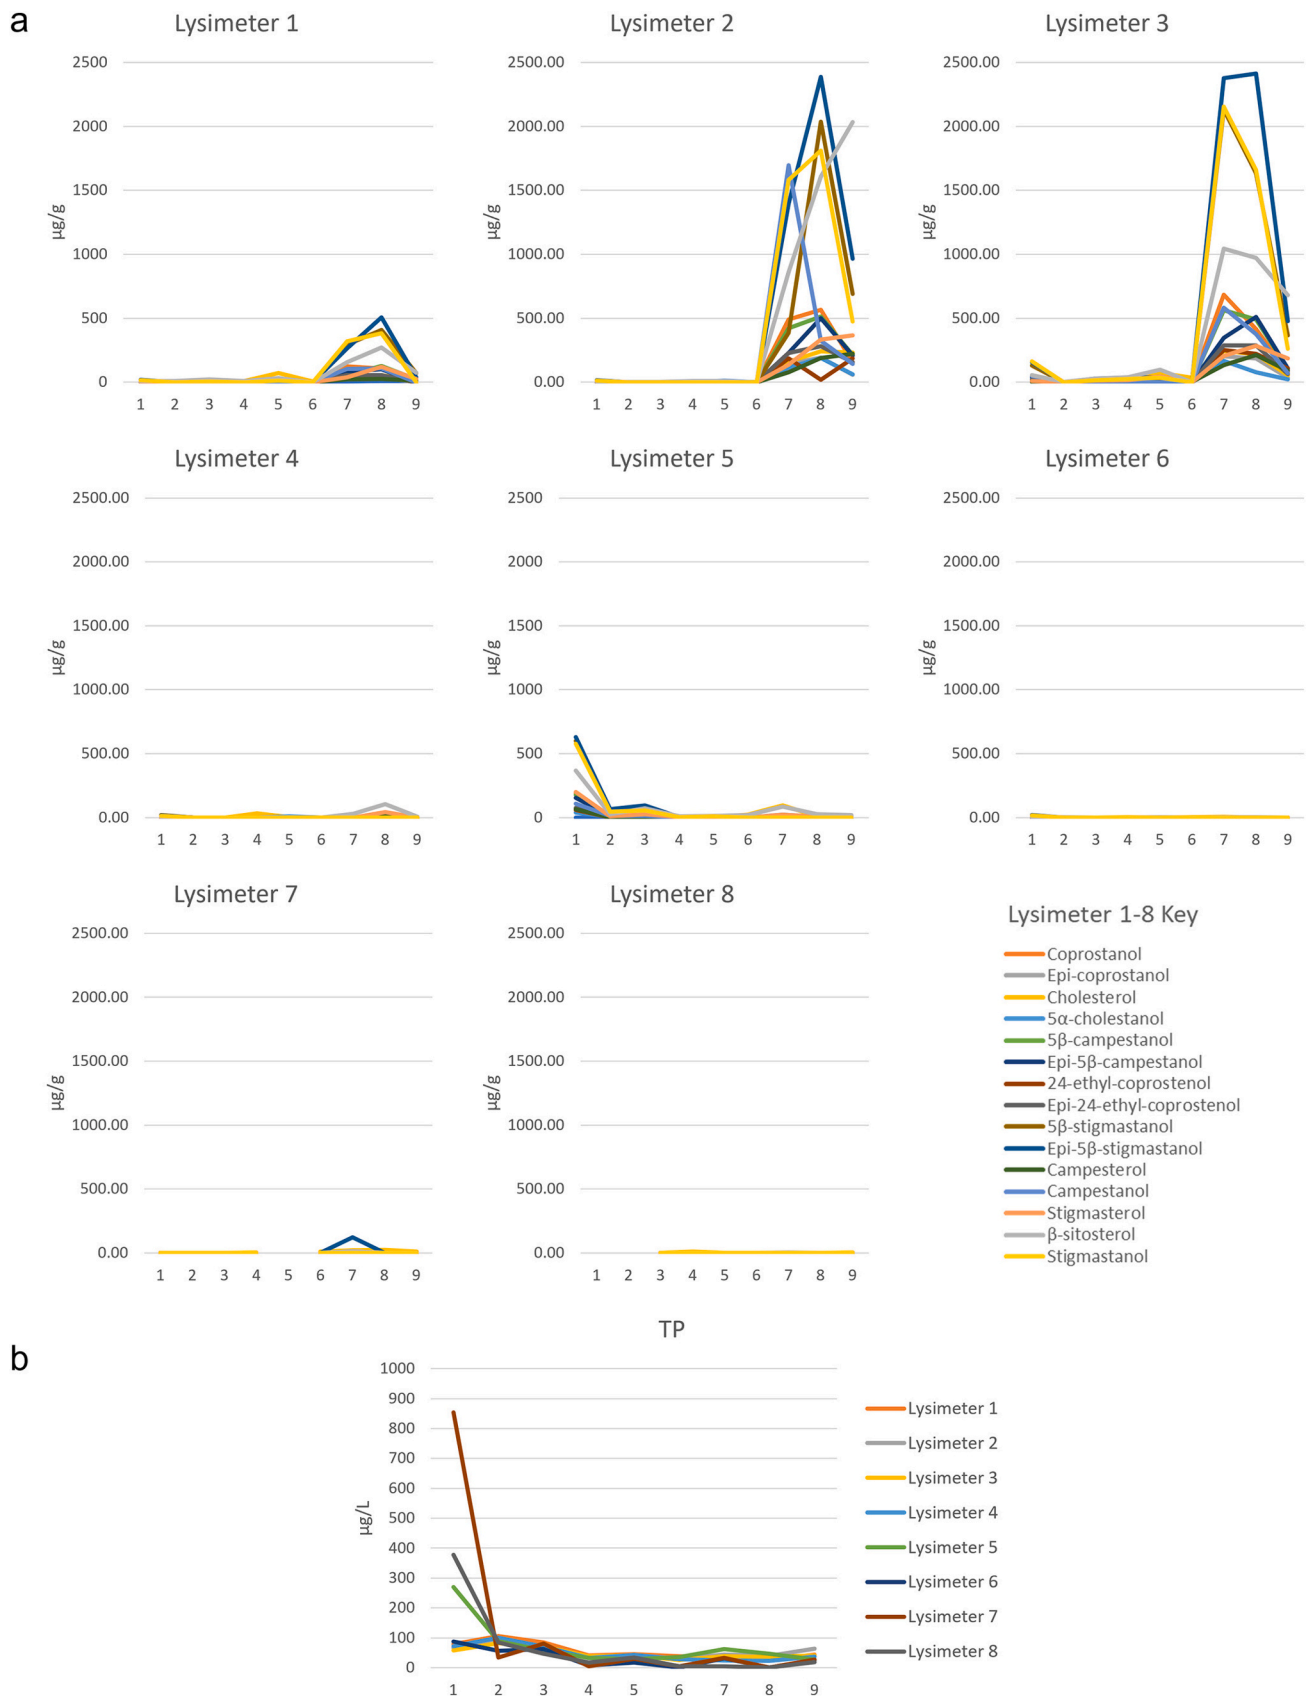 a
Lysimeter 1
Lysimeter 2
Lysimeter 3
2500
2000
1500
1000
500
0
µg/g
1 2 3 4 5 6 7 8 9
2500.00
2000.00
1500.00
1000.00
500.00
0.00
µg/g
1 2 3 4 5 6 7 8 9
2500.00
2000.00
1500.00
1000.00
500.00
0.00
µg/g
1 2 3 4 5 6 7 8 9
Lysimeter 4
Lysimeter 5
Lysimeter 6
2500.00
2000.00
1500.00
1000.00
500.00
0.00
µg/g
1 2 3 4 5 6 7 8 9
2500
2000
1500
1000
500
0
µg/g
1 2 3 4 5 6 7 8 9
2500.00
2000.00
1500.00
1000.00
500.00
0.00
µg/g
1 2 3 4 5 6 7 8 9
Lysimeter 7
Lysimeter 8
2500.00
2000.00
1500.00
1000.00
500.00
0.00
µg/g
1 2 3 4 5 6 7 8 9
2500.00
2000.00
1500.00
1000.00
500.00
0.00
µg/g
1 2 3 4 5 6 7 8 9
Lysimeter 1-8 Key
Coprostanol
Epi-coprostanol
Cholesterol
5α-cholestanol
5β-campestanol
Epi-5β-campestanol
24-ethyl-coprostenol
Epi-24-ethyl-coprostenol
5β-stigmastanol
Epi-5β-stigmastanol
Campesterol
Campestanol
Stigmasterol
β-sitosterol
Stigmastanol
b
TP
1000
900
800
700
600
500
400
300
200
100
0
µg/L
1 2 3 4 5 6 7 8 9
Lysimeter 1
Lysimeter 2
Lysimeter 3
Lysimeter 4
Lysimeter 5
Lysimeter 6
Lysimeter 7
Lysimeter 8